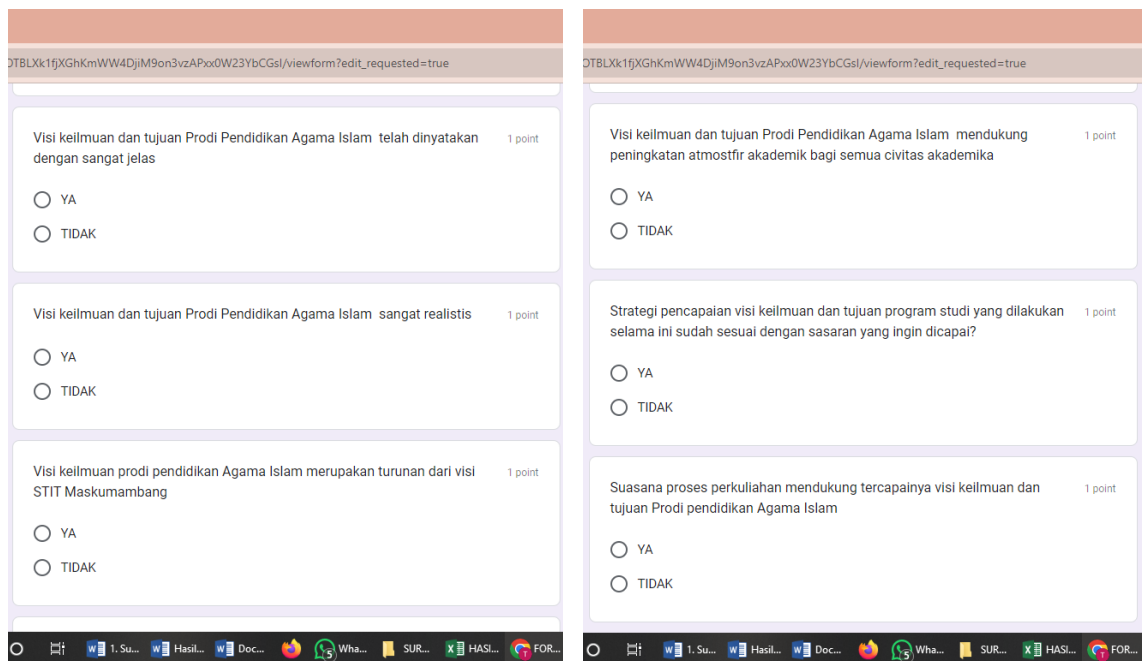 OTBLXk1fjXGhKmWW4DjiM9on3vzAPxx0W23YbCGsI/viewform?edit_requested=true
Visi keilmuan dan tujuan Prodi Pendidikan Agama Islam telah dinyatakan
dengan sangat jelas
1 point
YA
TIDAK
Visi keilmuan dan tujuan Prodi Pendidikan Agama Islam sangat realistis
1 point
YA
TIDAK
Visi keilmuan prodi pendidikan Agama Islam merupakan turunan dari visi
STIT Maskumambang
1 point
YA
TIDAK
1. Su... Hasil... Doc... 5 Wha... SUR... HASI... FOR...
OTBLXk1fjXGhKmWW4DjiM9on3vzAPxx0W23YbCGsI/viewform?edit_requested=true
Visi keilmuan dan tujuan Prodi Pendidikan Agama Islam mendukung
peningkatan atmostfir akademik bagi semua civitas akademika
1 point
YA
TIDAK
Strategi pencapaian visi keilmuan dan tujuan program studi yang dilakukan
selama ini sudah sesuai dengan sasaran yang ingin dicapai?
1 point
YA
TIDAK
Suasana proses perkuliahan mendukung tercapainya visi keilmuan dan
tujuan Prodi pendidikan Agama Islam
1 point
YA
TIDAK
1. Su... Hasil... Doc... 5 Wha... SUR... HASI... FOR...